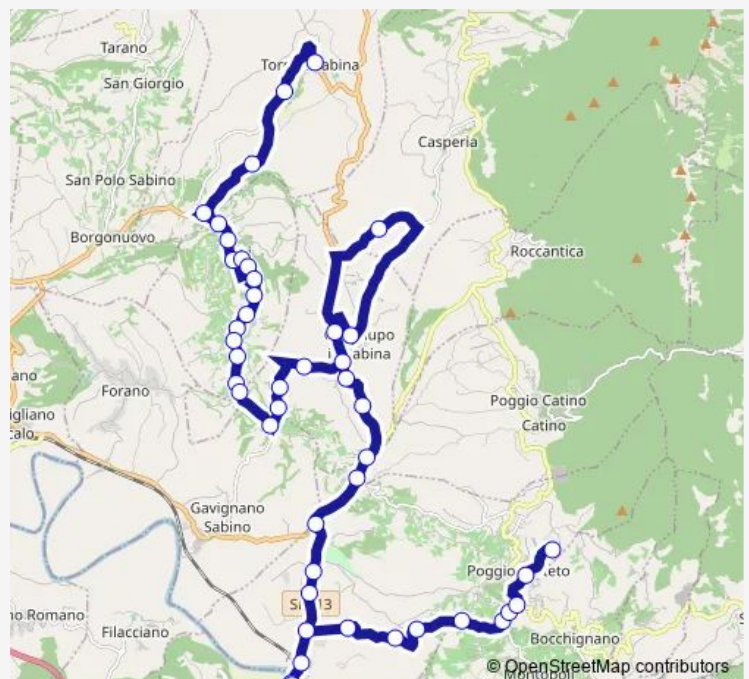 Tarano
San Giorgio
Casperia
San Polo Sabino
Borgonuovo
Roccantica
Forano
Poggio Catino
Catino
Gavignano
Sabino
Poggio
Filacciano
Bocchignano
© OpenStreetMap contributors